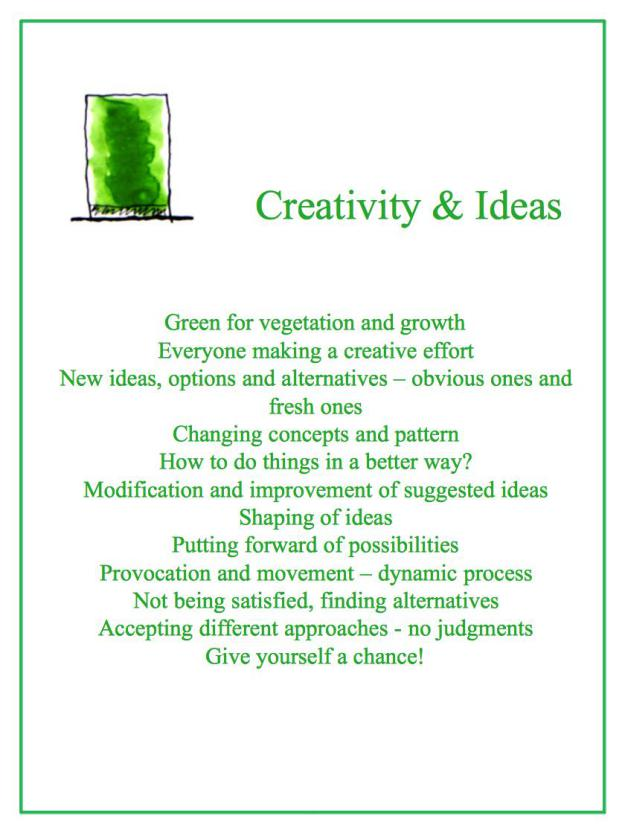 Creativity & Ideas
Green for vegetation and growth
Everyone making a creative effort
New ideas, options and alternatives – obvious ones and
fresh ones
Changing concepts and pattern
How to do things in a better way?
Modification and improvement of suggested ideas
Shaping of ideas
Putting forward of possibilities
Provocation and movement – dynamic process
Not being satisfied, finding alternatives
Accepting different approaches - no judgments
Give yourself a chance!